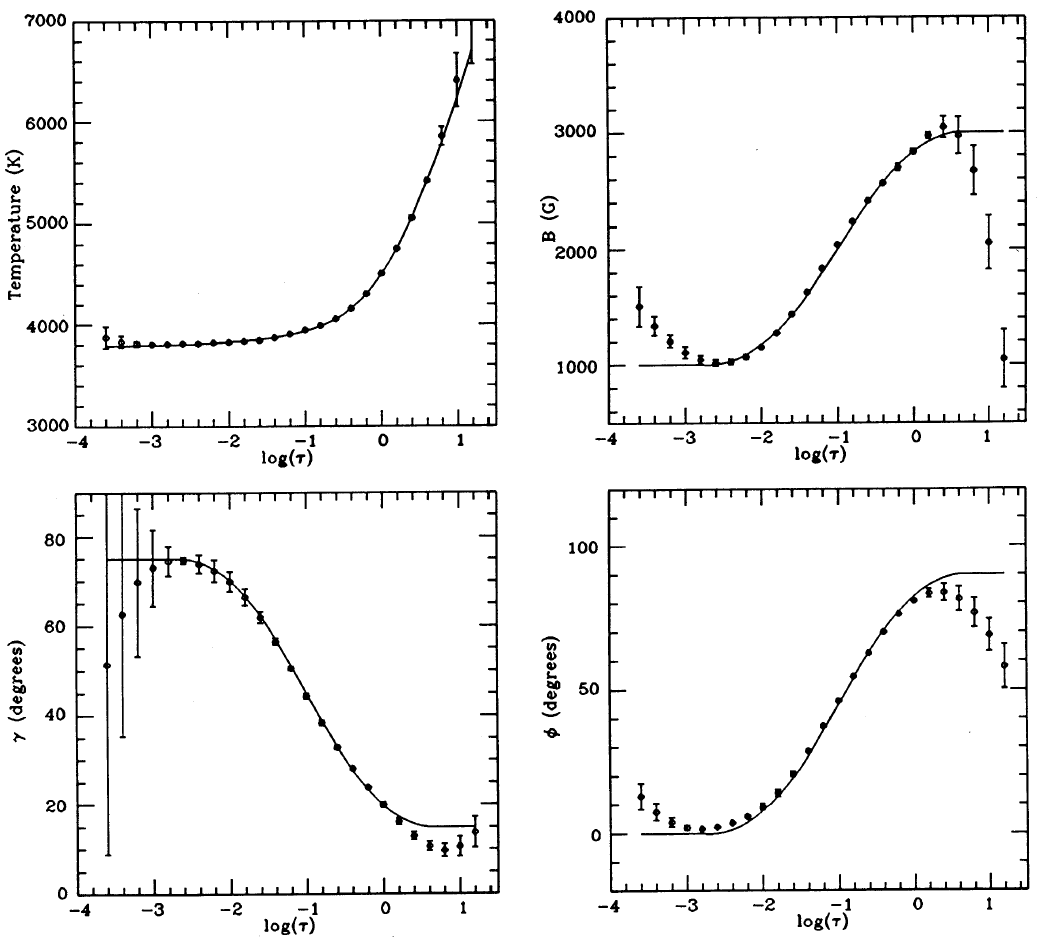 7000
6000
5000
4000
3000
Temperature (K)
−4 −3 −2 −1 0 1
log(τ)
4000
3000
2000
1000
B (G)
−4 −3 −2 −1 0 1
log(τ)
80
60
40
20
0
γ (degrees)
−4 −3 −2 −1 0 1
log(τ)
100
50
0
ϕ (degrees)
−4 −3 −2 −1 0 1
log(τ)